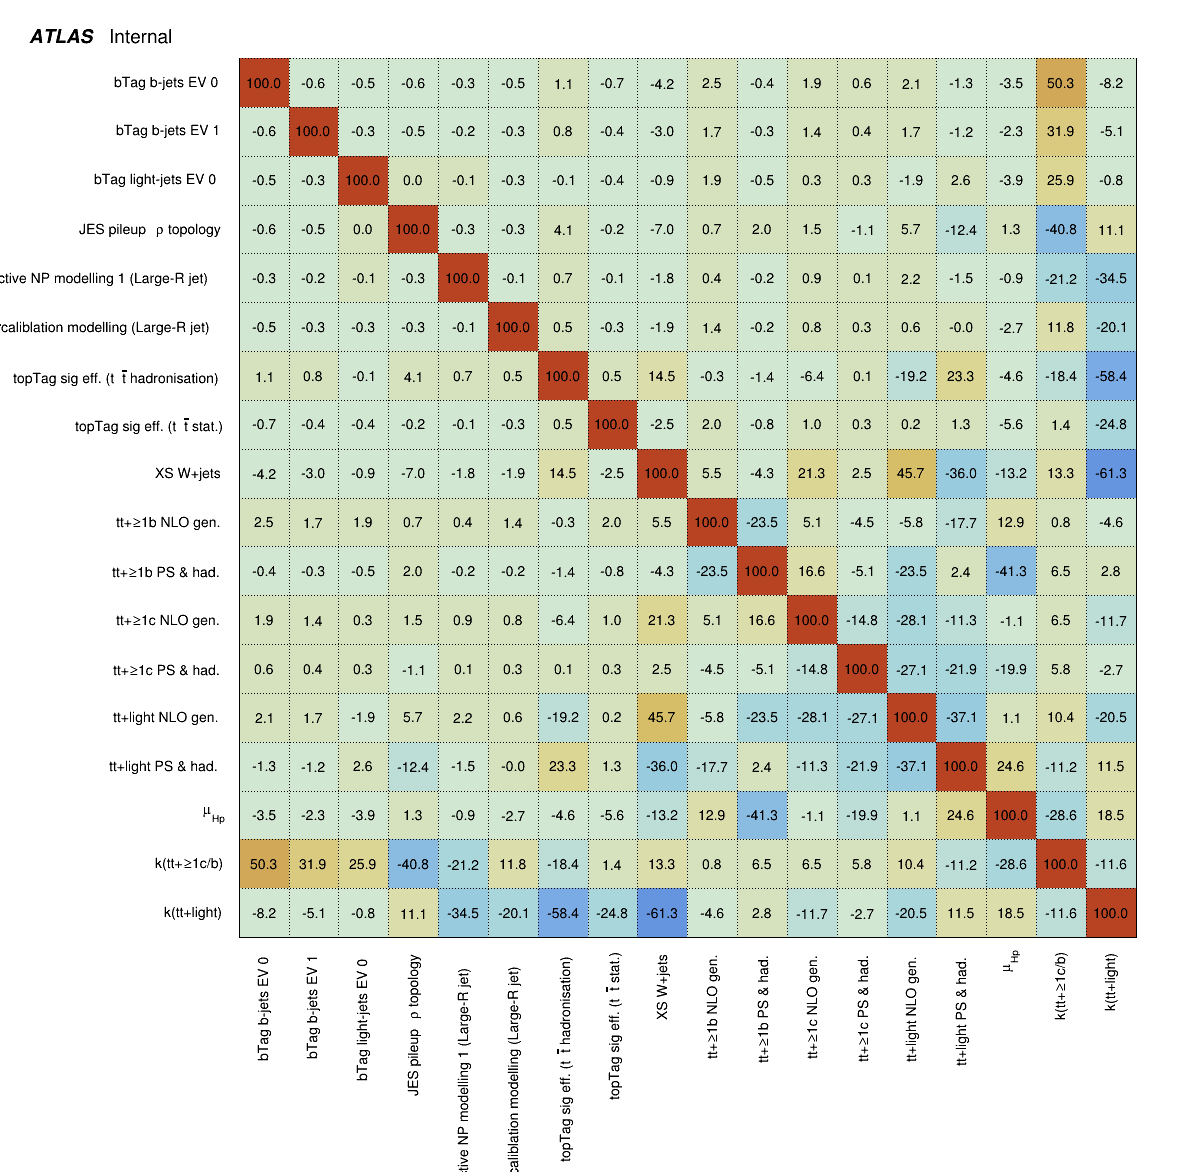 ATLAS Internal
bTag b-jets EV 0 100.0 -0.6 -0.5 -0.6 -0.3 -0.5 1.1 -0.7 -4.2 2.5 -0.4 1.9 0.6 2.1 -1.3 -3.5 50.3 -8.2
bTag b-jets EV 1 -0.6 100.0 -0.3 -0.5 -0.2 -0.3 0.8 -0.4 -3.0 1.7 -0.3 1.4 0.4 1.7 -1.2 -2.3 31.9 -5.1
bTag light-jets EV 0 -0.5 -0.3 100.0 0.0 -0.1 -0.3 -0.1 -0.4 -0.9 1.9 -0.5 0.3 0.3 -1.9 2.6 -3.9 25.9 -0.8
JES pileup ρ topology -0.6 -0.5 0.0 100.0 -0.3 -0.3 4.1 -0.2 -7.0 0.7 2.0 1.5 -1.1 5.7 -12.4 1.3 -40.8 11.1
ctive NP modelling 1 (Large-R jet) -0.3 -0.2 -0.1 -0.3 100.0 -0.1 0.7 -0.1 -1.8 0.4 -0.2 0.9 0.1 2.2 -1.5 -0.9 -21.2 -34.5
rcaliblation modelling (Large-R jet) -0.5 -0.3 -0.3 -0.3 -0.1 100.0 0.5 -0.3 -1.9 1.4 -0.2 0.8 0.3 0.6 -0.0 -2.7 11.8 -20.1
topTag sig eff. (t t̄ hadronisation) 1.1 0.8 -0.1 4.1 0.7 0.5 100.0 0.5 14.5 -0.3 -1.4 -6.4 0.1 -19.2 23.3 -4.6 -18.4 -58.4
topTag sig eff. (t t̄ stat.) -0.7 -0.4 -0.4 -0.2 -0.1 -0.3 0.5 100.0 -2.5 2.0 -0.8 1.0 0.3 0.2 1.3 -5.6 1.4 -24.8
XS W+jets -4.2 -3.0 -0.9 -7.0 -1.8 -1.9 14.5 -2.5 100.0 5.5 -4.3 21.3 2.5 45.7 -36.0 -13.2 13.3 -61.3
tt+≥1b NLO gen. 2.5 1.7 1.9 0.7 0.4 1.4 -0.3 2.0 5.5 100.0 -23.5 5.1 -4.5 -5.8 -17.7 12.9 0.8 -4.6
tt+≥1b PS & had. -0.4 -0.3 -0.5 2.0 -0.2 -0.2 -1.4 -0.8 -4.3 -23.5 100.0 16.6 -5.1 -23.5 2.4 -41.3 6.5 2.8
tt+≥1c NLO gen. 1.9 1.4 0.3 1.5 0.9 0.8 -6.4 1.0 21.3 5.1 16.6 100.0 -14.8 -28.1 -11.3 -1.1 6.5 -11.7
tt+≥1c PS & had. 0.6 0.4 0.3 -1.1 0.1 0.3 0.1 0.3 2.5 -4.5 -5.1 -14.8 100.0 -27.1 -21.9 -19.9 5.8 -2.7
tt+light NLO gen. 2.1 1.7 -1.9 5.7 2.2 0.6 -19.2 0.2 45.7 -5.8 -23.5 -28.1 -27.1 100.0 -37.1 1.1 10.4 -20.5
tt+light PS & had. -1.3 -1.2 2.6 -12.4 -1.5 -0.0 23.3 1.3 -36.0 -17.7 2.4 -11.3 -21.9 -37.1 100.0 24.6 -11.2 11.5
μ_Hp -3.5 -2.3 -3.9 1.3 -0.9 -2.7 -4.6 -5.6 -13.2 12.9 -41.3 -1.1 -19.9 1.1 24.6 100.0 -28.6 18.5
k(tt+≥1c/b) 50.3 31.9 25.9 -40.8 -21.2 11.8 -18.4 1.4 13.3 0.8 6.5 6.5 5.8 10.4 -11.2 -28.6 100.0 -11.6
k(tt+light) -8.2 -5.1 -0.8 11.1 -34.5 -20.1 -58.4 -24.8 -61.3 -4.6 2.8 -11.7 -2.7 -20.5 11.5 18.5 -11.6 100.0
bTag b-jets EV 0
bTag b-jets EV 1
bTag light-jets EV 0
JES pileup ρ topology
ctive NP modelling 1 (Large-R jet)
caliblation modelling (Large-R jet)
topTag sig eff. (t t̄ hadronisation)
topTag sig eff. (t t̄ stat.)
XS W+jets
tt+≥1b NLO gen.
tt+≥1b PS & had.
tt+≥1c NLO gen.
tt+≥1c PS & had.
tt+light NLO gen.
tt+light PS & had.
μ_Hp
k(tt+≥1c/b)
k(tt+light)